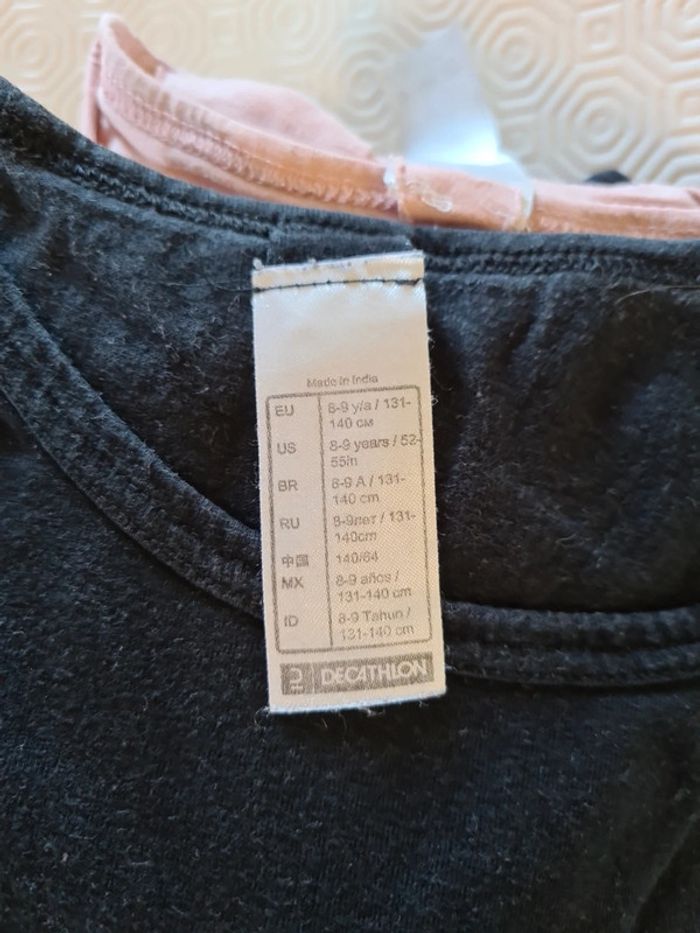 Made in India
EU 8-9 y/a / 131-
140 см
US 8-9 years / 52-
55in
BR 8-9 A / 131-
140 cm
RU 8-9лет / 131-
140cm
中国 140/64
MX 8-9 años /
131-140 cm
ID 8-9 Tahun /
131-140 cm
DECATHLON